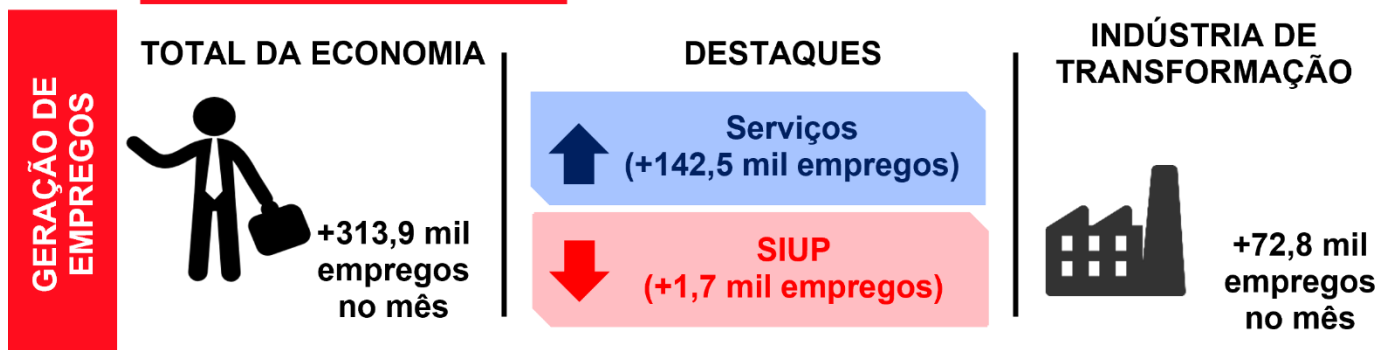 GERAÇÃO DE
EMPREGOS
TOTAL DA ECONOMIA
+313,9 mil
empregos
no mês
DESTAQUES
Serviços
(+142,5 mil empregos)
SIUP
(+1,7 mil empregos)
INDÚSTRIA DE
TRANSFORMAÇÃO
+72,8 mil
empregos
no mês